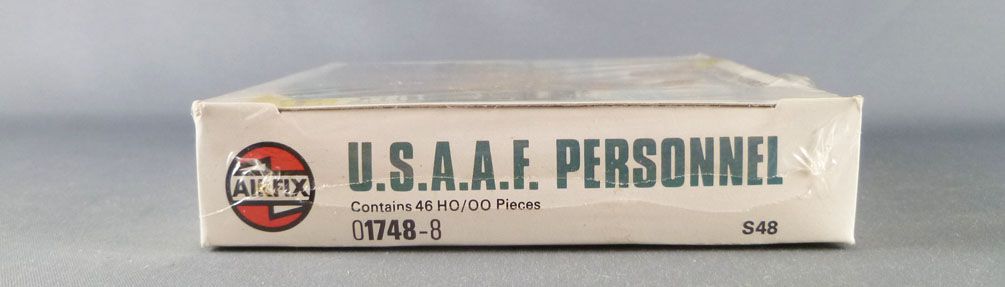 AIRFIX
U.S.A.A.F. PERSONNEL
Contains 46 HO/OO Pieces
01748-8
S48